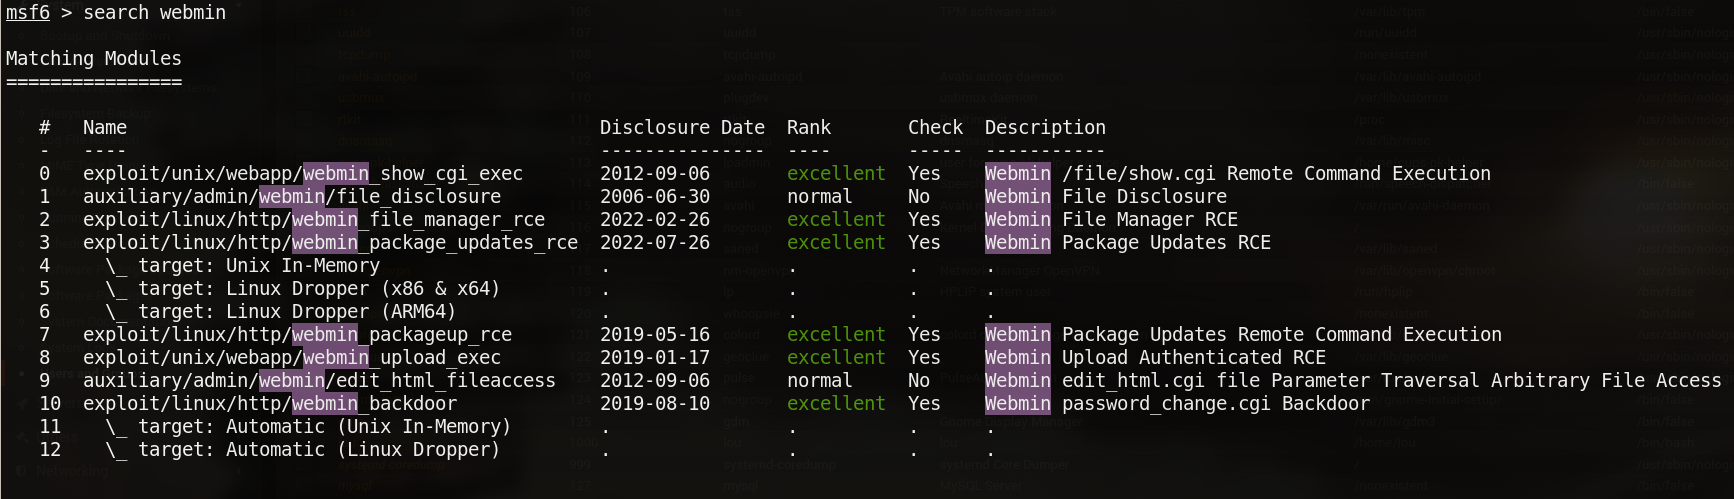 msf6 > search webmin
Matching Modules
================
#   Name   Disclosure Date   Rank   Check   Description
-   ----   ---------------   ----   -----   -----------
0   exploit/unix/webapp/webmin_show_cgi_exec   2012-09-06   excellent   Yes   Webmin /file/show.cgi Remote Command Execution
1   auxiliary/admin/webmin/file_disclosure   2006-06-30   normal   No   Webmin File Disclosure
2   exploit/linux/http/webmin_file_manager_rce   2022-02-26   excellent   Yes   Webmin File Manager RCE
3   exploit/linux/http/webmin_package_updates_rce   2022-07-26   excellent   Yes   Webmin Package Updates RCE
4   \_ target: Unix In-Memory   .   .   .   .
5   \_ target: Linux Dropper (x86 & x64)   .   .   .   .
6   \_ target: Linux Dropper (ARM64)   .   .   .   .
7   exploit/linux/http/webmin_packageup_rce   2019-05-16   excellent   Yes   Webmin Package Updates Remote Command Execution
8   exploit/unix/webapp/webmin_upload_exec   2019-01-17   excellent   Yes   Webmin Upload Authenticated RCE
9   auxiliary/admin/webmin/edit_html_fileaccess   2012-09-06   normal   No   Webmin edit_html.cgi file Parameter Traversal Arbitrary File Access
10   exploit/linux/http/webmin_backdoor   2019-08-10   excellent   Yes   Webmin password_change.cgi Backdoor
11   \_ target: Automatic (Unix In-Memory)   .   .   .   .
12   \_ target: Automatic (Linux Dropper)   .   .   .   .